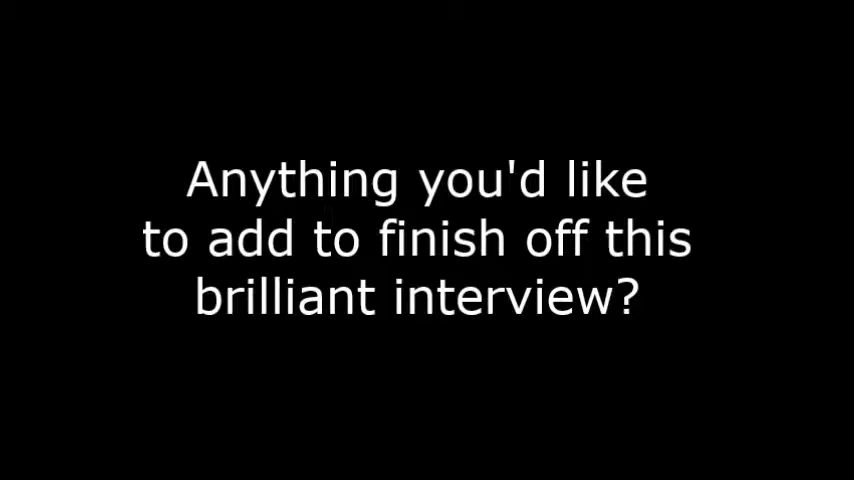 Anything you'd like
to add to finish off this
brilliant interview?